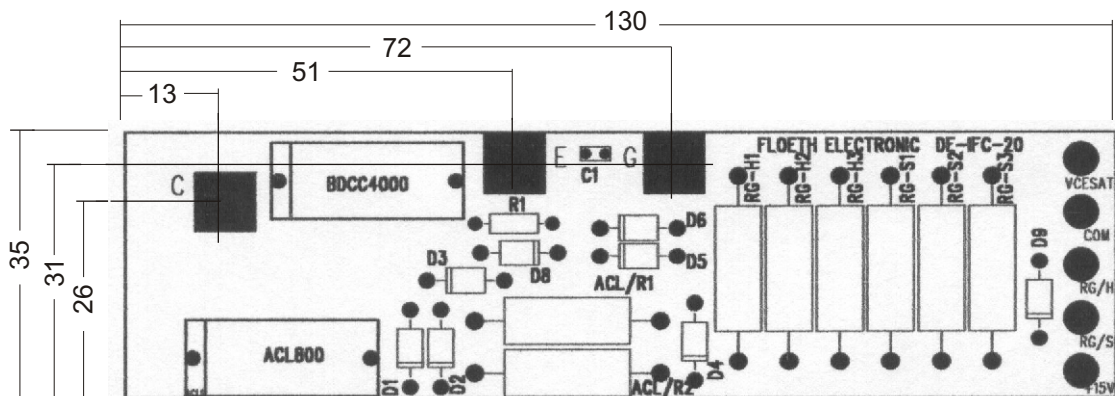 130
72
51
13
35
31
26
FLOETH ELECTRONIC DE-IFC-20
E
C1
G
C
BDCC4000
R1
D6
D5
D8
D3
ACL/R1
RG-H1
RG-H2
RG-H3
RG-S1
RG-S2
RG-S3
D9
VCESAT
COM
RG/H
RG/S
+15V
ACL800
D1
D2
D4
ACL/R2